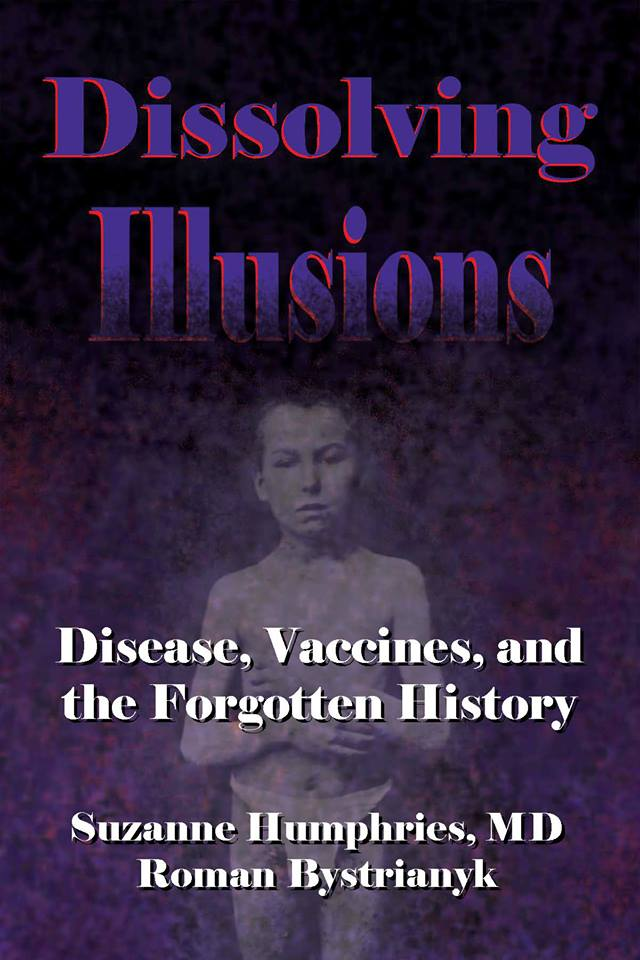 Dissolving
Illusions
Disease, Vaccines, and
the Forgotten History
Suzanne Humphries, MD
Roman Bystrianyk